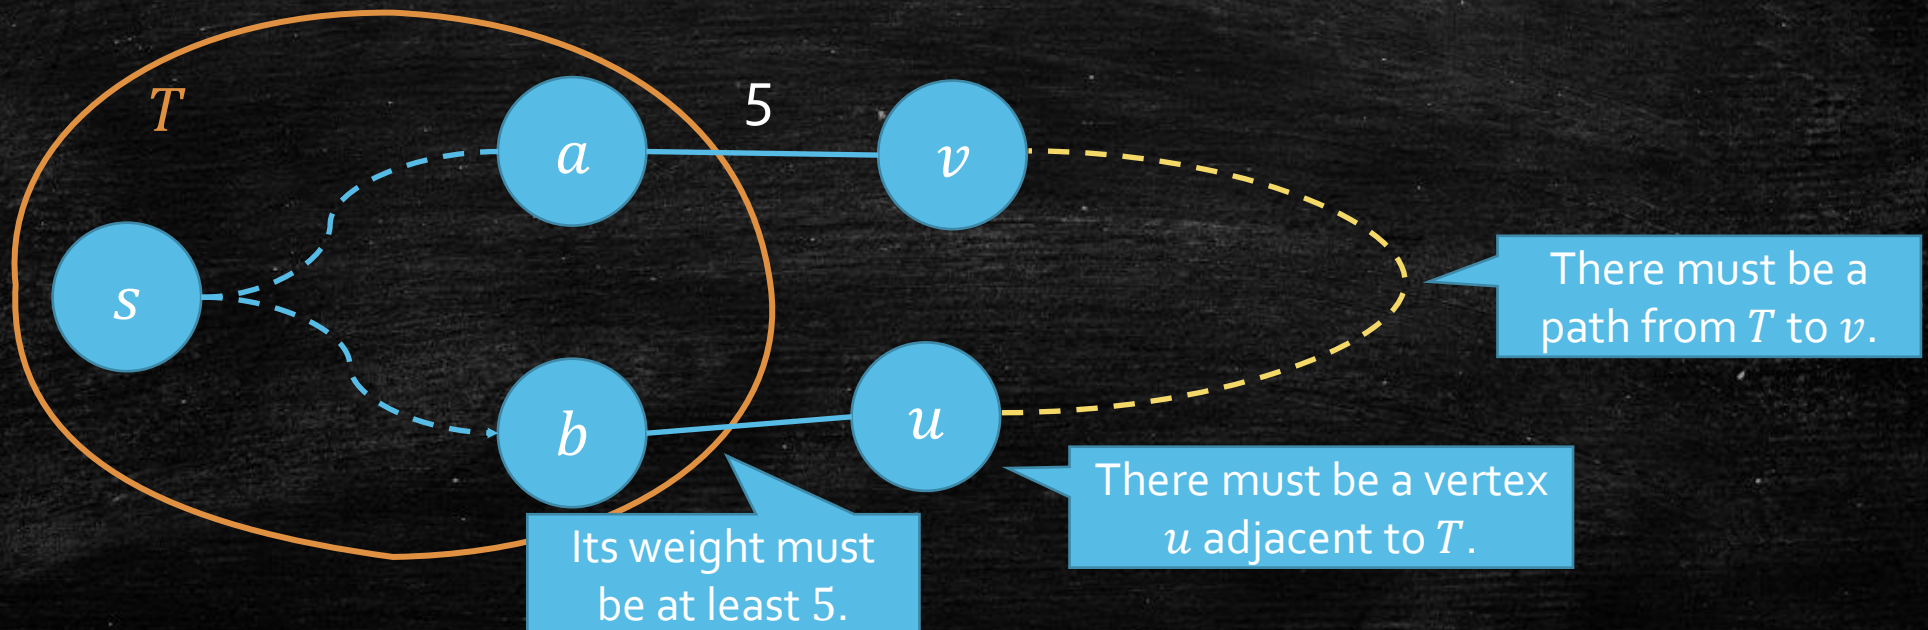 T
a
5
v
s
There must be a
path from T to v.
b
u
There must be a vertex
u adjacent to T.
Its weight must
be at least 5.